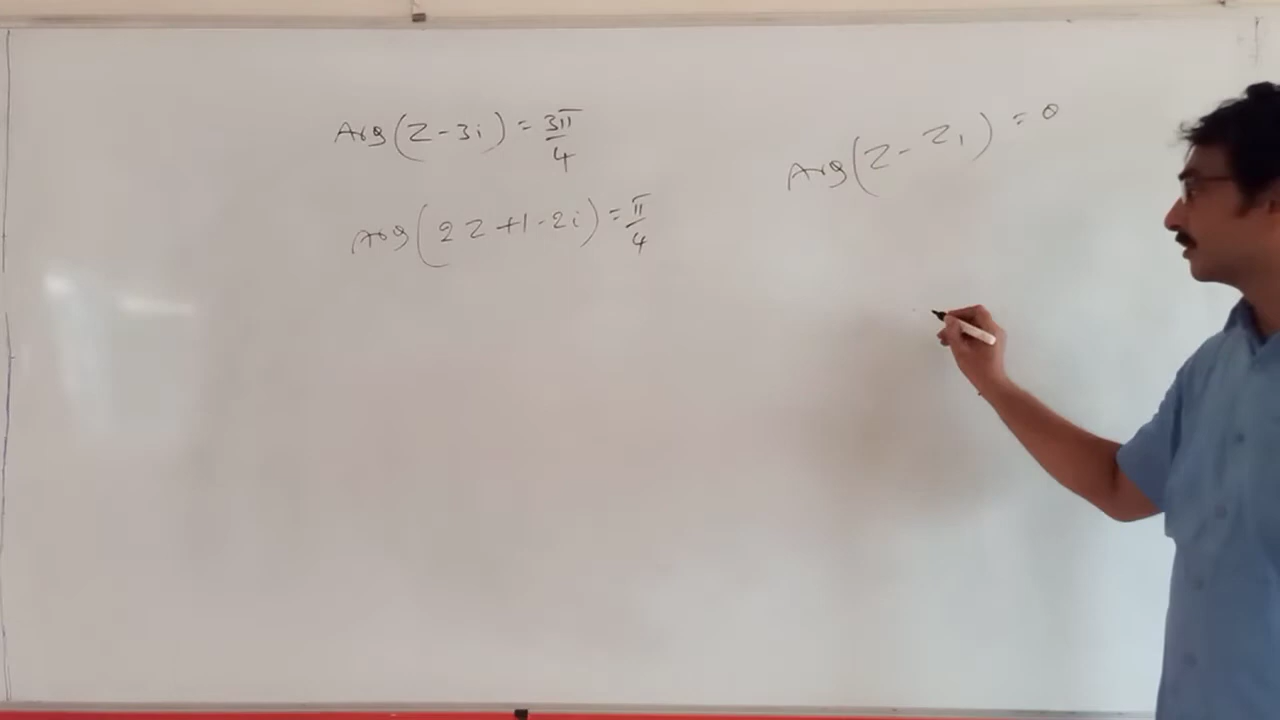 Arg(Z-3i) = 3π/4
Arg(2Z+1-2i) = π/4
Arg(Z-Z₁) = θ